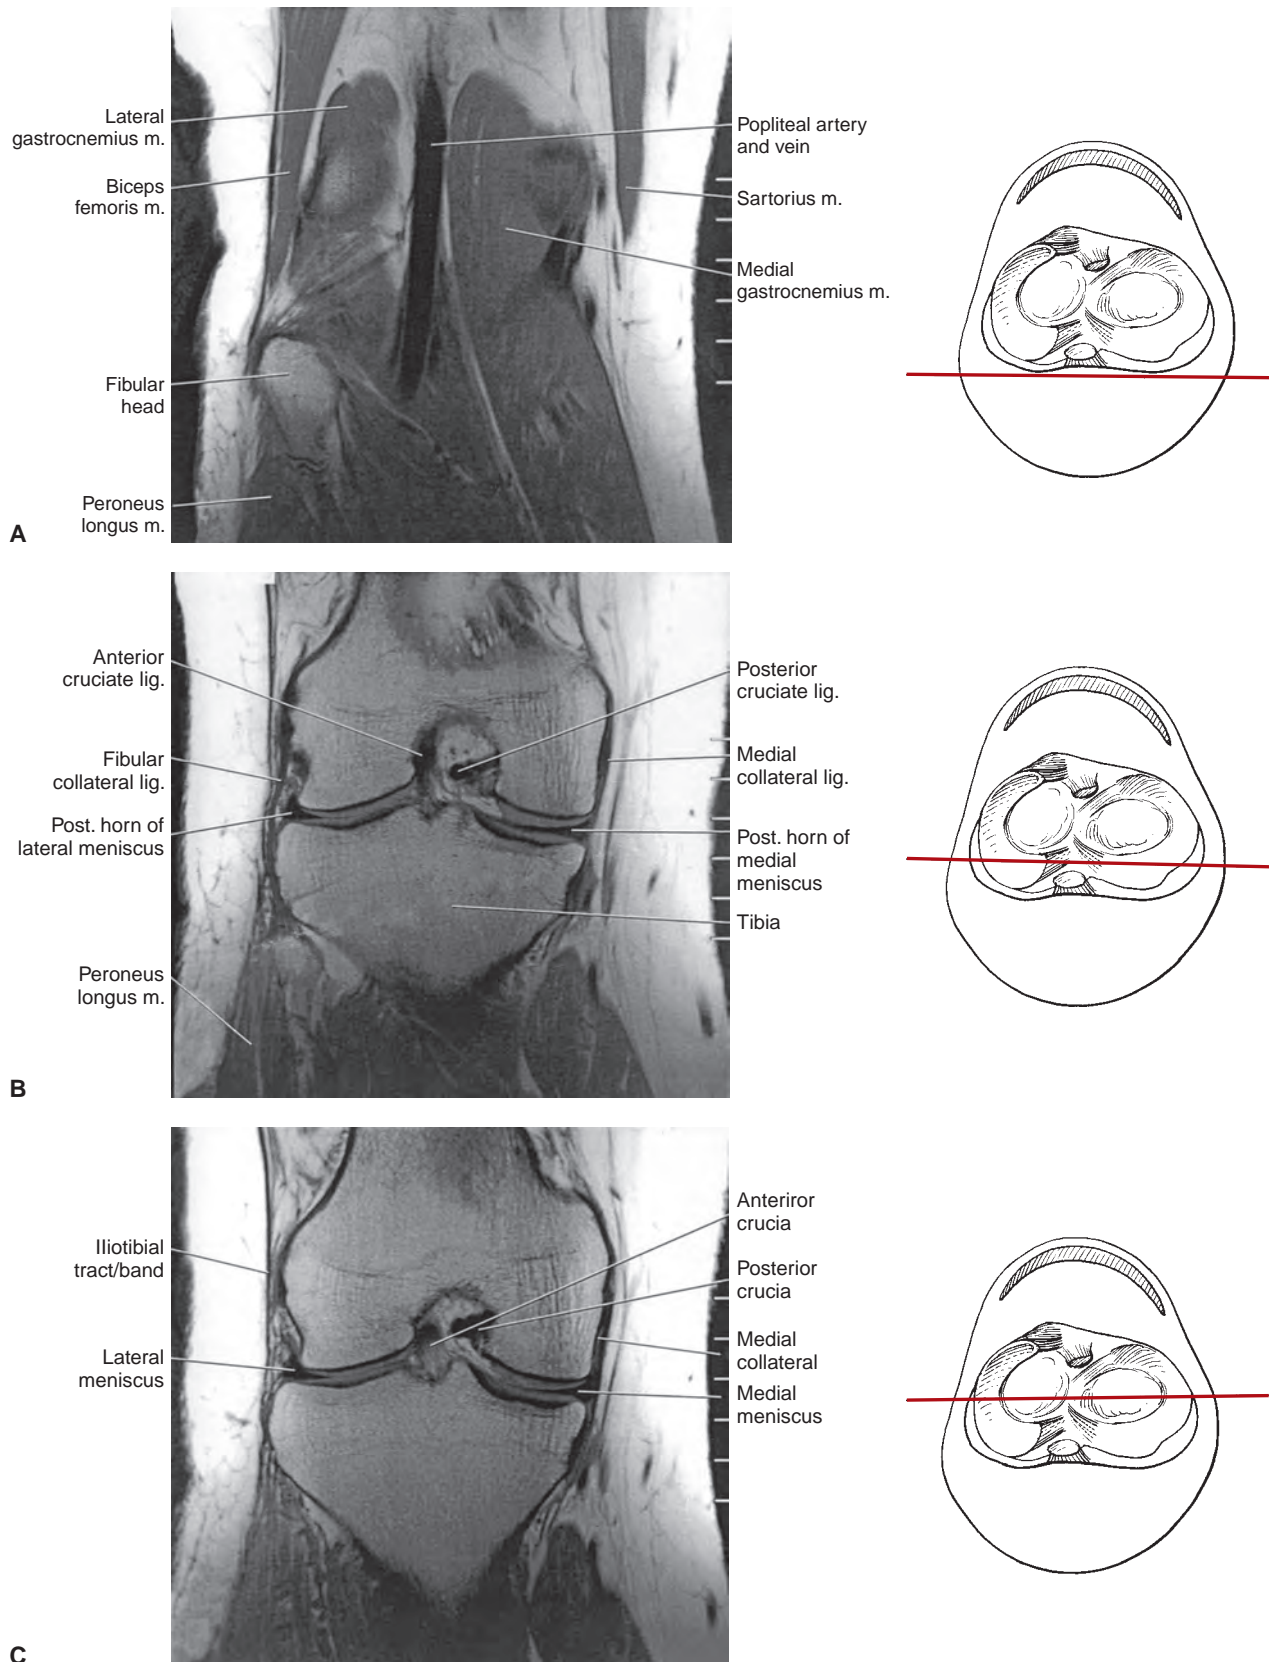 Lateral
gastrocnemius m.
Biceps
femoris m.
Fibular
head
Peroneus
longus m.
Popliteal artery
and vein
Sartorius m.
Medial
gastrocnemius m.
A
Anterior
cruciate lig.
Fibular
collateral lig.
Post. horn of
lateral meniscus
Peroneus
longus m.
Posterior
cruciate lig.
Medial
collateral lig.
Post. horn of
medial
meniscus
Tibia
B
Iliotibial
tract/band
Lateral
meniscus
Anteriror
crucia
Posterior
crucia
Medial
collateral
Medial
meniscus
C